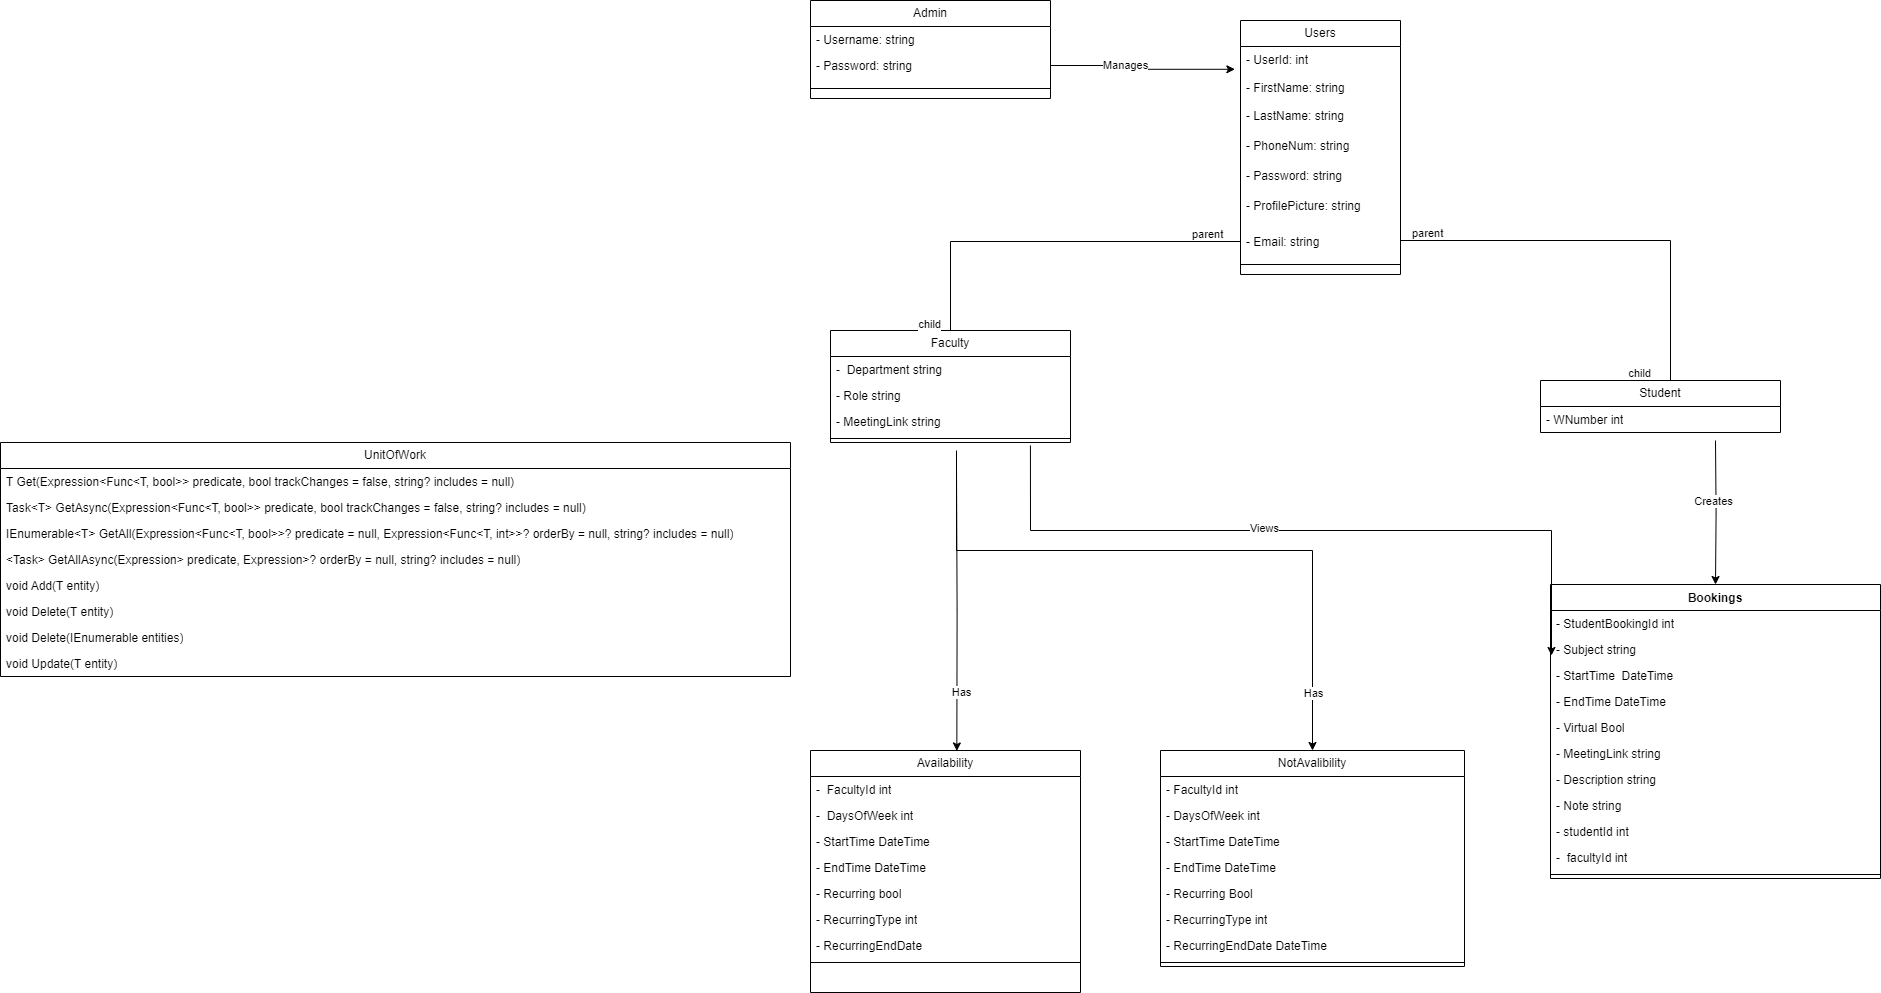 Admin
- Username: string
- Password: string
Manages
Users
- UserId: int
- FirstName: string
- LastName: string
- PhoneNum: string
- Password: string
- ProfilePicture: string
- Email: string
parent
parent
child
child
Faculty
-  Department string
- Role string
- MeetingLink string
Student
- WNumber int
UnitOfWork
T Get(Expression<Func<T, bool>> predicate, bool trackChanges = false, string? includes = null)
Task<T> GetAsync(Expression<Func<T, bool>> predicate, bool trackChanges = false, string? includes = null)
IEnumerable<T> GetAll(Expression<Func<T, bool>>? predicate = null, Expression<Func<T, int>>? orderBy = null, string? includes = null)
<Task> GetAllAsync(Expression> predicate, Expression>? orderBy = null, string? includes = null)
void Add(T entity)
void Delete(T entity)
void Delete(IEnumerable entities)
void Update(T entity)
Creates
Views
Has
Has
Bookings
- StudentBookingId int
- Subject string
- StartTime  DateTime
- EndTime DateTime
- Virtual Bool
- MeetingLink string
- Description string
- Note string
- studentId int
-  facultyId int
Availability
-  FacultyId int
-  DaysOfWeek int
- StartTime DateTime
- EndTime DateTime
- Recurring bool
- RecurringType int
- RecurringEndDate
NotAvalibility
- FacultyId int
- DaysOfWeek int
- StartTime DateTime
- EndTime DateTime
- Recurring Bool
- RecurringType int
- RecurringEndDate DateTime